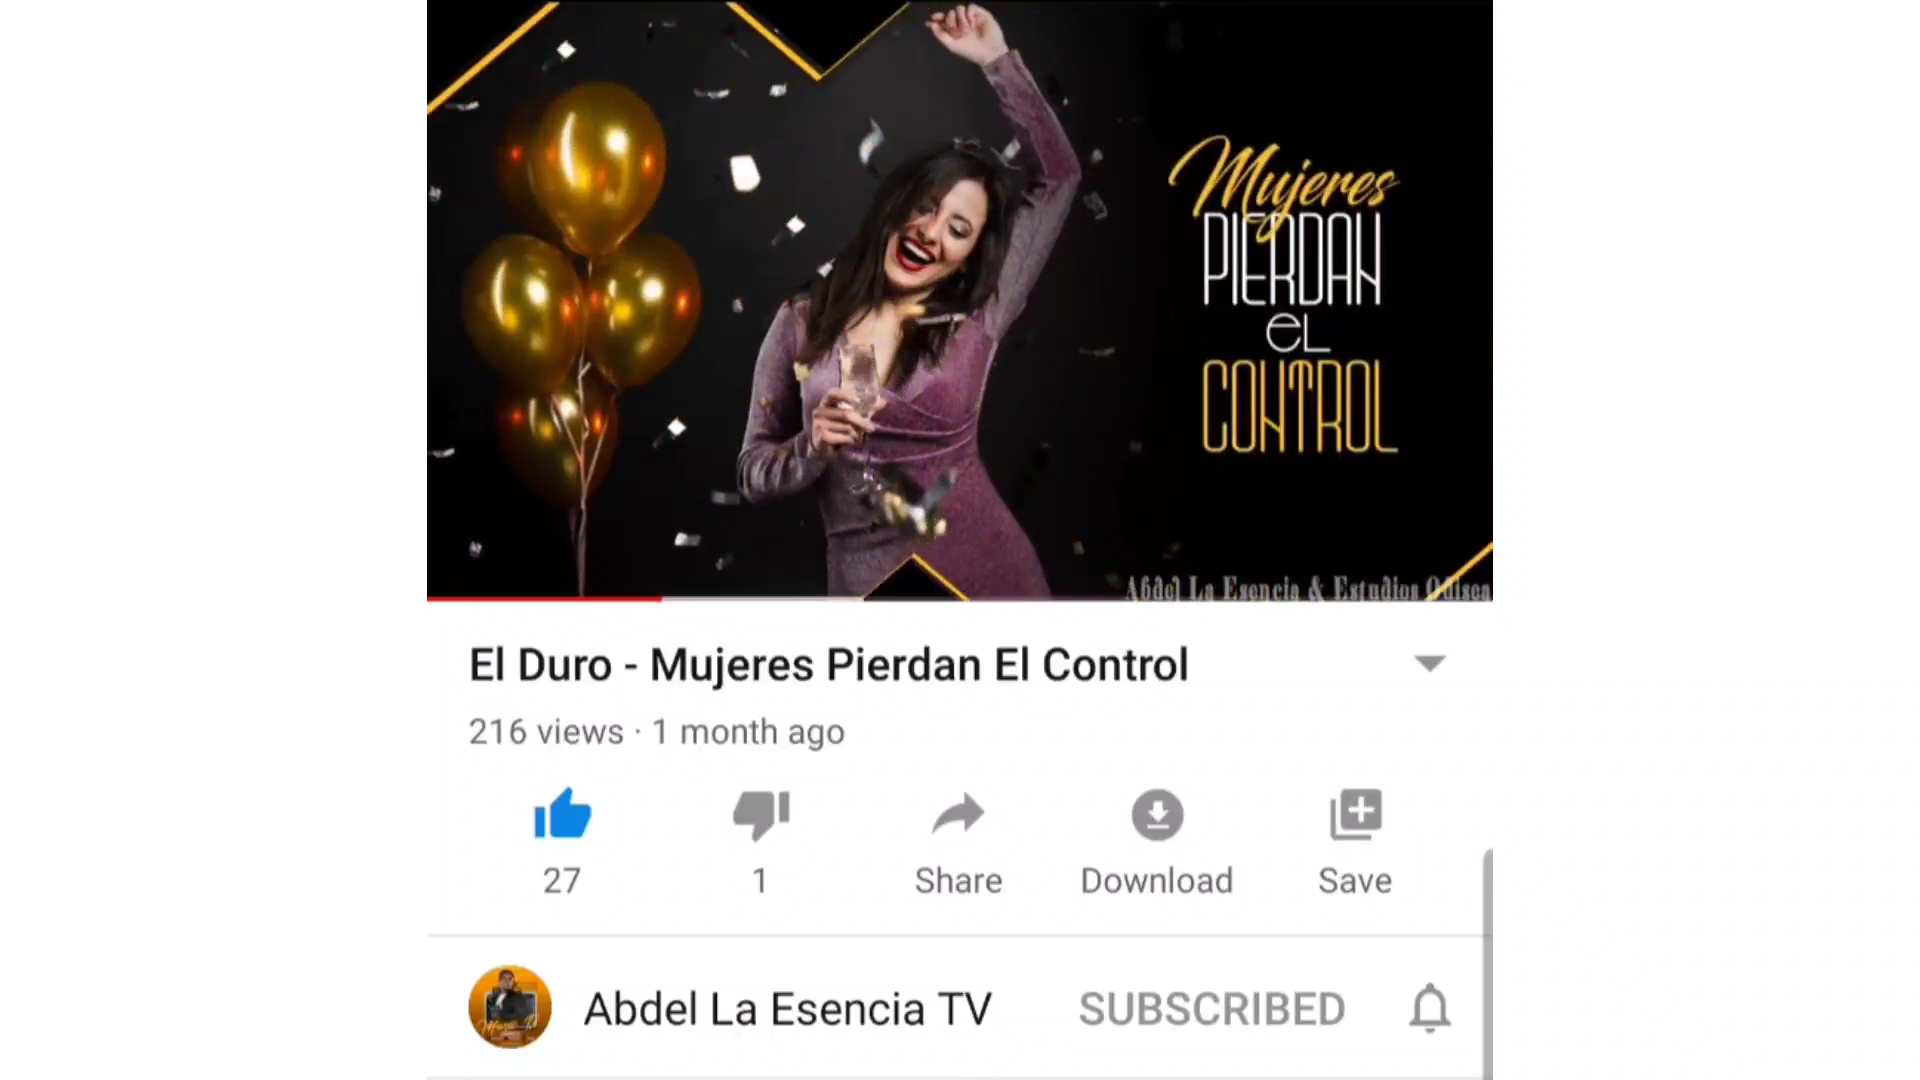 Mujeres
PIERDAN
eL
CONTROL
Abdel La Esencia & Estudios Odisea
El Duro - Mujeres Pierdan El Control
216 views · 1 month ago
27
1
Share
Download
Save
Abdel La Esencia TV
SUBSCRIBED